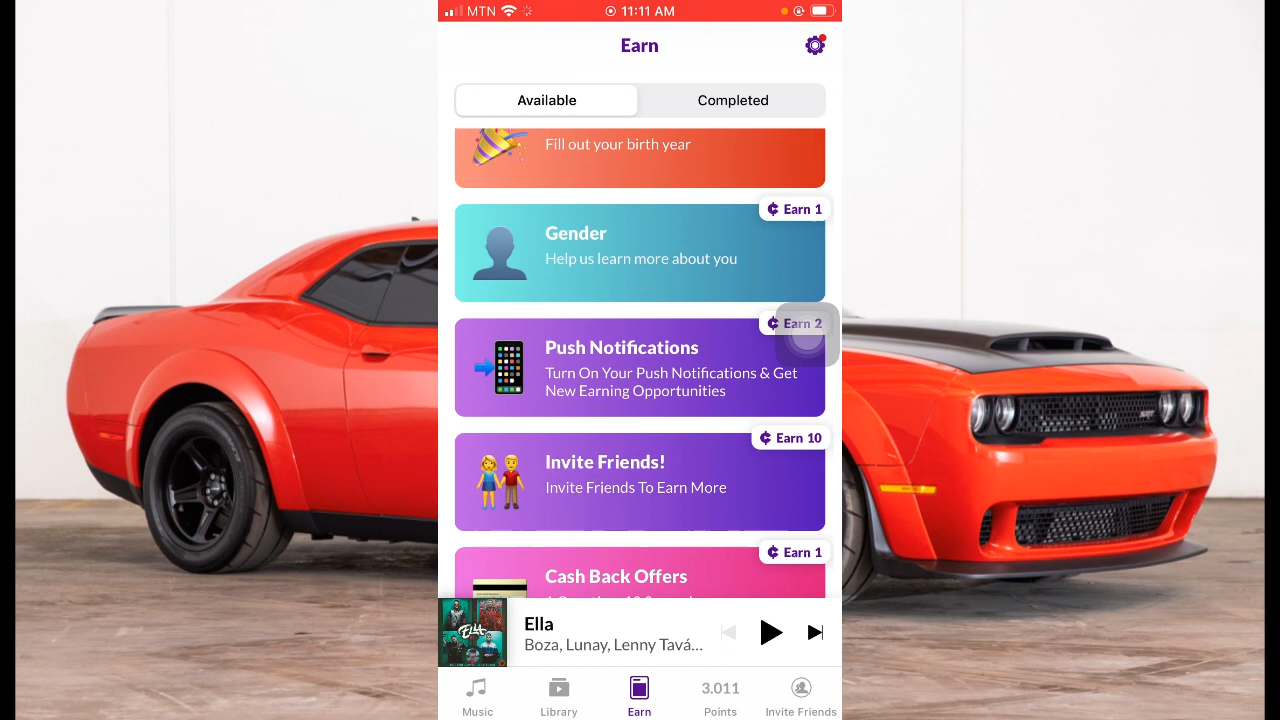 MTN
11:11 AM
Earn
Available
Completed
Fill out your birth year
Earn 1
Gender
Help us learn more about you
Earn 2
Push Notifications
Turn On Your Push Notifications & Get
New Earning Opportunities
Earn 10
Invite Friends!
Invite Friends To Earn More
Earn 1
Cash Back Offers
ELLA
Ella
Boza, Lunay, Lenny Tavá...
3.011
Music
Library
Earn
Points
Invite Friends